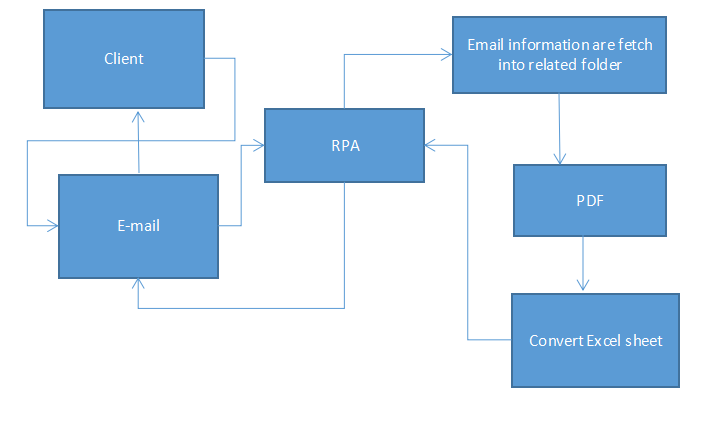 Client
Email information are fetch
into related folder
RPA
PDF
E-mail
Convert Excel sheet